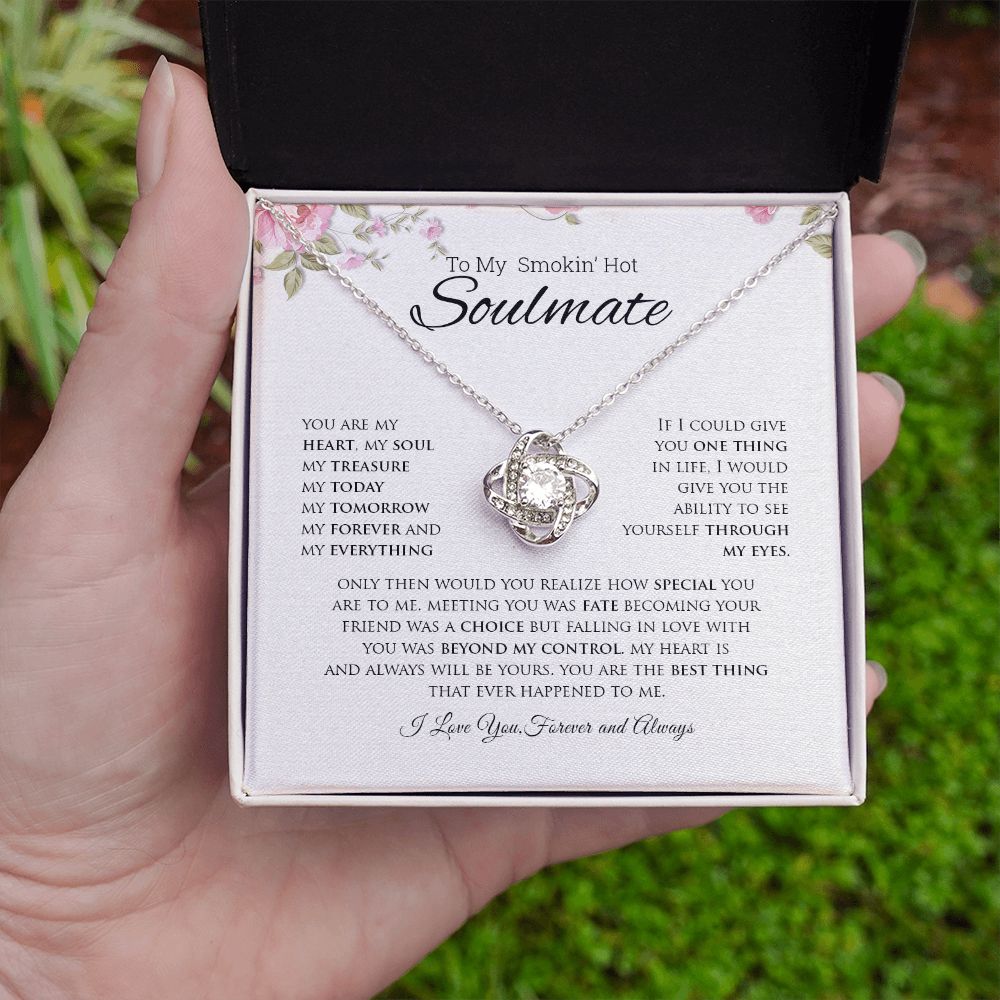 To My Smokin' Hot
Soulmate
YOU ARE MY
HEART, MY SOUL
MY TREASURE
MY TODAY
MY TOMORROW
MY FOREVER AND
MY EVERYTHING
IF I COULD GIVE
YOU ONE THING
IN LIFE, I WOULD
GIVE YOU THE
ABILITY TO SEE
YOURSELF THROUGH
MY EYES.
ONLY THEN WOULD YOU REALIZE HOW SPECIAL YOU
ARE TO ME. MEETING YOU WAS FATE BECOMING YOUR
FRIEND WAS A CHOICE BUT FALLING IN LOVE WITH
YOU WAS BEYOND MY CONTROL. MY HEART IS
AND ALWAYS WILL BE YOURS. YOU ARE THE BEST THING
THAT EVER HAPPENED TO ME.
I Love You, Forever and Always